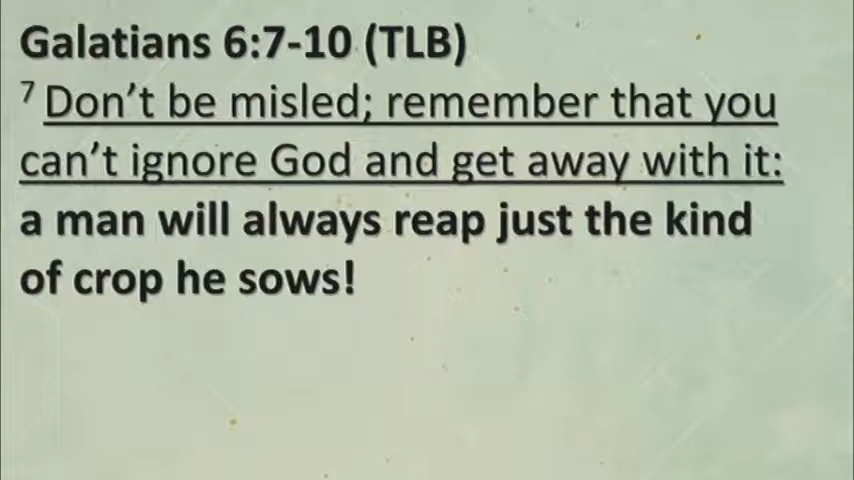 Galatians 6:7-10 (TLB)
7 Don’t be misled; remember that you
can’t ignore God and get away with it:
a man will always reap just the kind
of crop he sows!